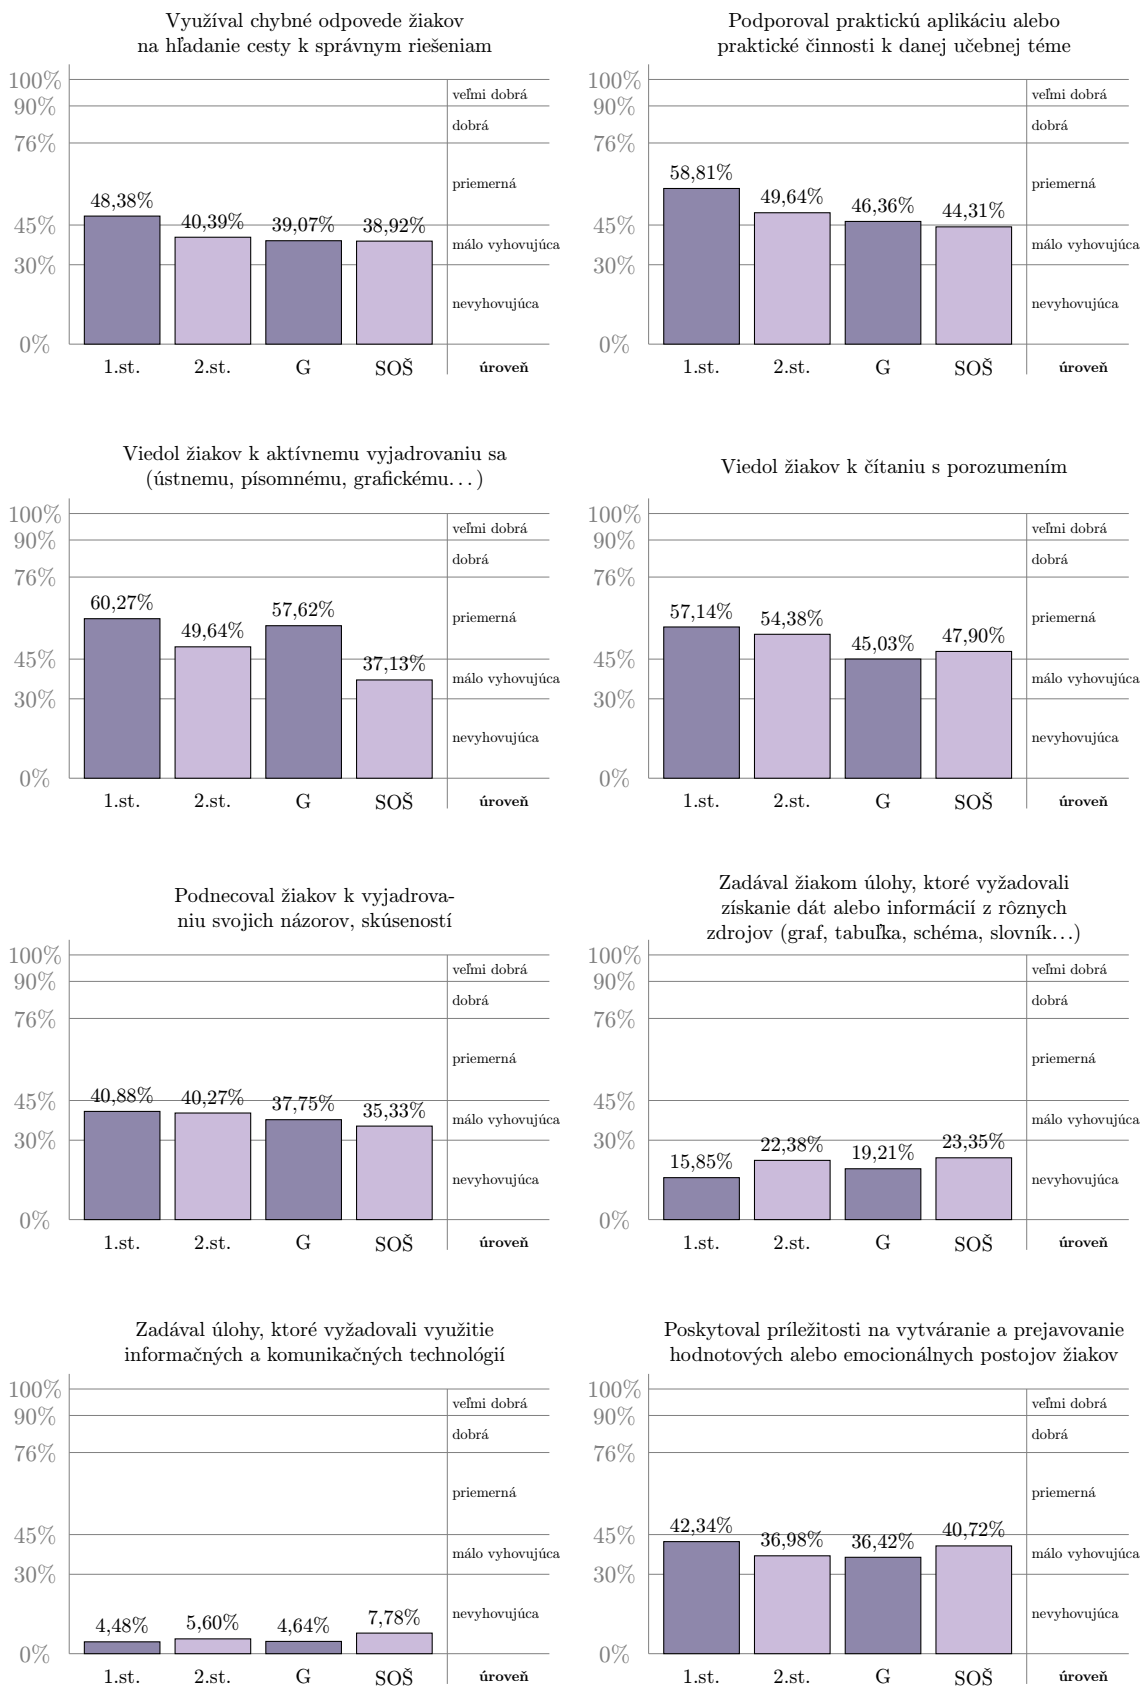 Využíval chybné odpovede žiakov
na hľadanie cesty k správnym riešeniam
100%
90%
76%
45%
30%
0%
48,38%
40,39%
39,07%
38,92%
veľmi dobrá
dobrá
priemerná
málo vyhovujúca
nevyhovujúca
1.st. 2.st. G SOŠ úroveň
Podporoval praktickú aplikáciu alebo
praktické činnosti k danej učebnej téme
100%
90%
76%
45%
30%
0%
58,81%
49,64%
46,36%
44,31%
veľmi dobrá
dobrá
priemerná
málo vyhovujúca
nevyhovujúca
1.st. 2.st. G SOŠ úroveň
Viedol žiakov k aktívnemu vyjadrovaniu sa
(ústnemu, písomnému, grafickému...)
100%
90%
76%
45%
30%
0%
60,27%
49,64%
57,62%
37,13%
veľmi dobrá
dobrá
priemerná
málo vyhovujúca
nevyhovujúca
1.st. 2.st. G SOŠ úroveň
Viedol žiakov k čítaniu s porozumením
100%
90%
76%
45%
30%
0%
57,14%
54,38%
45,03%
47,90%
veľmi dobrá
dobrá
priemerná
málo vyhovujúca
nevyhovujúca
1.st. 2.st. G SOŠ úroveň
Podnecoval žiakov k vyjadrova-
niu svojich názorov, skúseností
100%
90%
76%
45%
30%
0%
40,88%
40,27%
37,75%
35,33%
veľmi dobrá
dobrá
priemerná
málo vyhovujúca
nevyhovujúca
1.st. 2.st. G SOŠ úroveň
Zadával žiakom úlohy, ktoré vyžadovali
získanie dát alebo informácií z rôznych
zdrojov (graf, tabuľka, schéma, slovník...)
100%
90%
76%
45%
30%
0%
15,85%
22,38%
19,21%
23,35%
veľmi dobrá
dobrá
priemerná
málo vyhovujúca
nevyhovujúca
1.st. 2.st. G SOŠ úroveň
Zadával úlohy, ktoré vyžadovali využitie
informačných a komunikačných technológií
100%
90%
76%
45%
30%
0%
4,48%
5,60%
4,64%
7,78%
veľmi dobrá
dobrá
priemerná
málo vyhovujúca
nevyhovujúca
1.st. 2.st. G SOŠ úroveň
Poskytoval príležitosti na vytváranie a prejavovanie
hodnotových alebo emocionálnych postojov žiakov
100%
90%
76%
45%
30%
0%
42,34%
36,98%
36,42%
40,72%
veľmi dobrá
dobrá
priemerná
málo vyhovujúca
nevyhovujúca
1.st. 2.st. G SOŠ úroveň